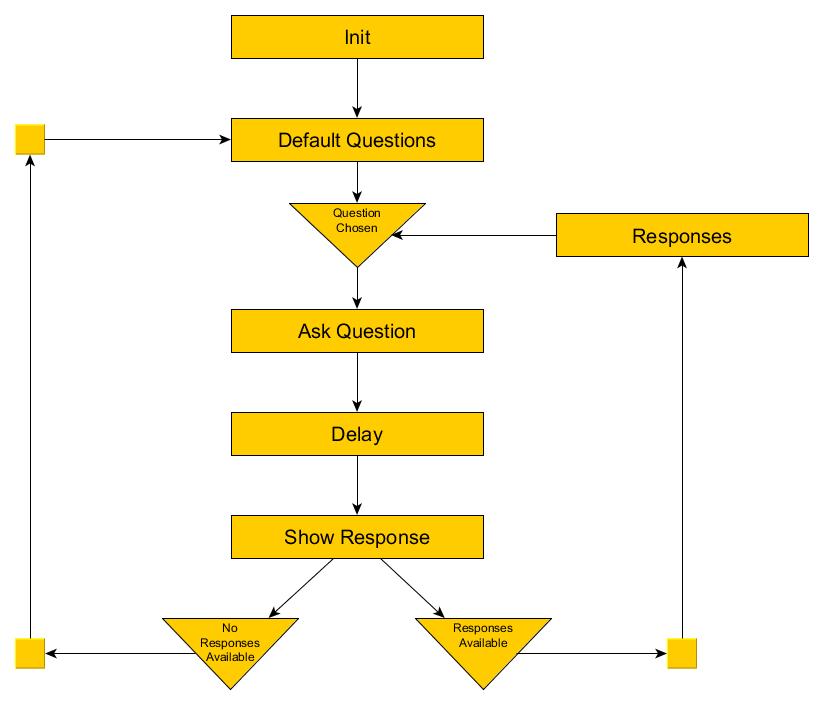 Init
Default Questions
Question
Chosen
Responses
Ask Question
Delay
Show Response
No
Responses
Available
Responses
Available